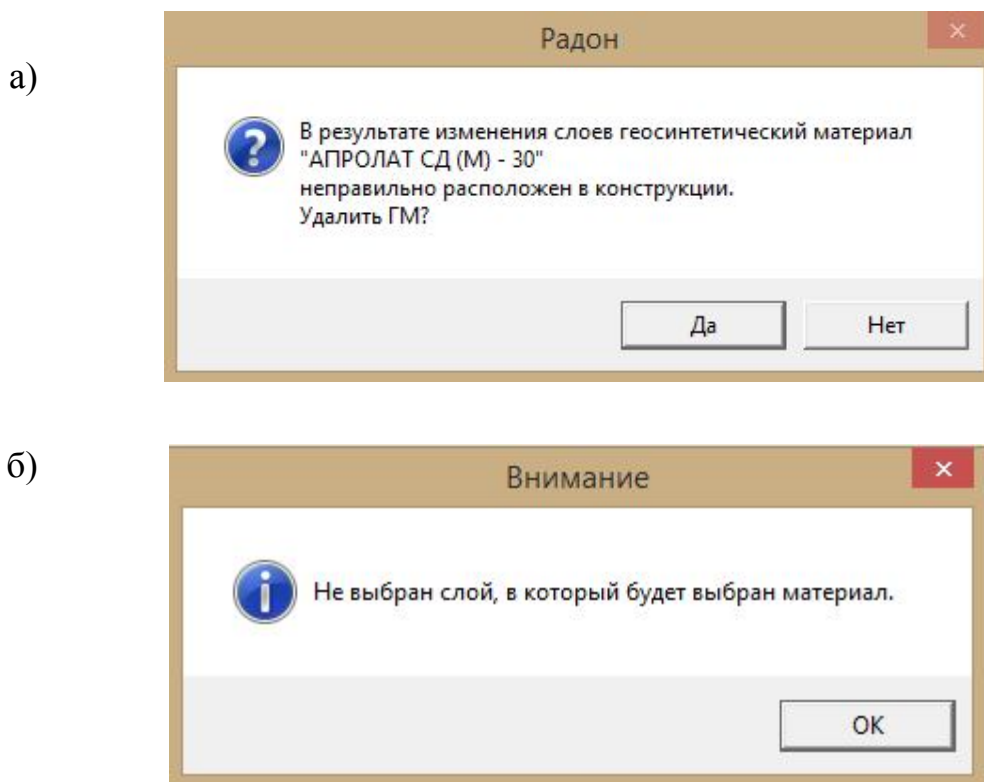 а)
Радон
В результате изменения слоев геосинтетический материал
"АПРОЛАТ СД (М) - 30"
неправильно расположен в конструкции.
Удалить ГМ?
Да Нет
б)
Внимание
Не выбран слой, в который будет выбран материал.
ОК